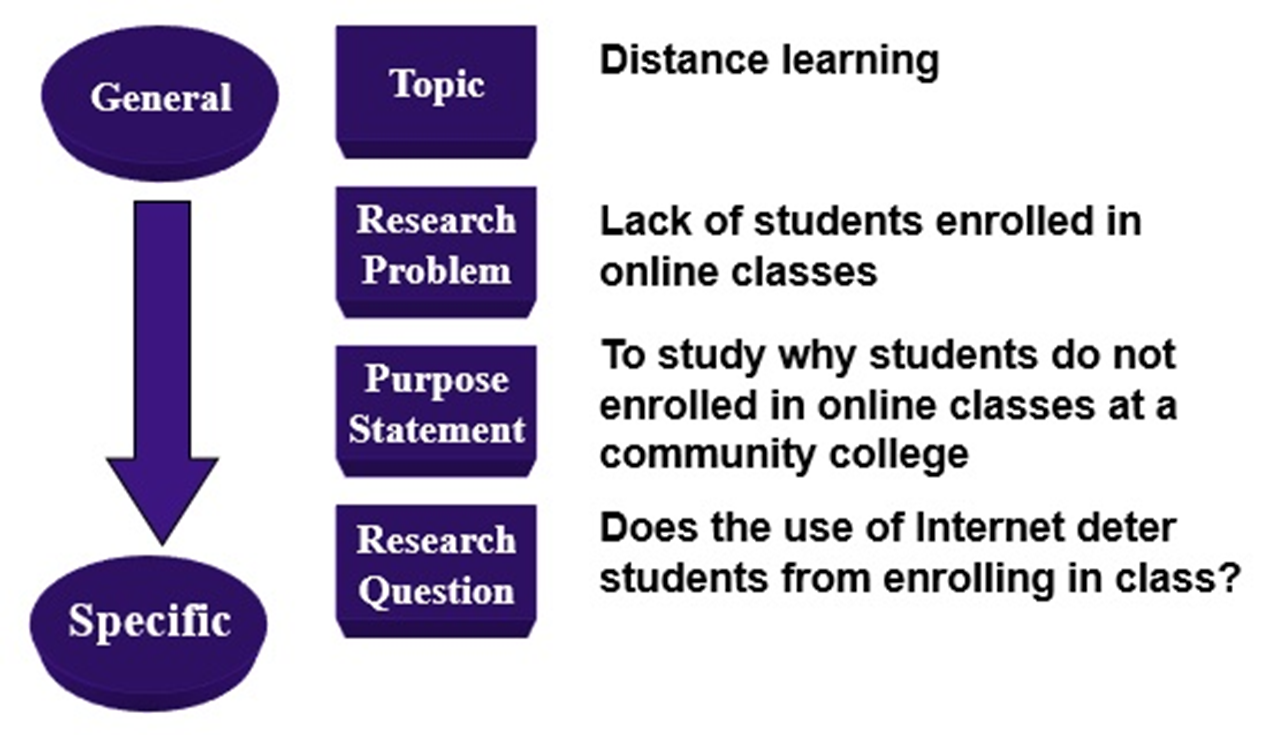 General
Topic
Distance learning
Research
Problem
Lack of students enrolled in
online classes
Purpose
Statement
To study why students do not
enrolled in online classes at a
community college
Research
Question
Does the use of Internet deter
students from enrolling in class?
Specific